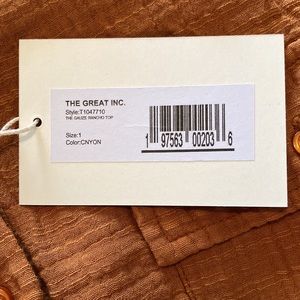 THE GREAT INC.
Style:T1047710
THE GAUZE RANCHO TOP
Size:1
Color:CNYON
1 97563 00203 6